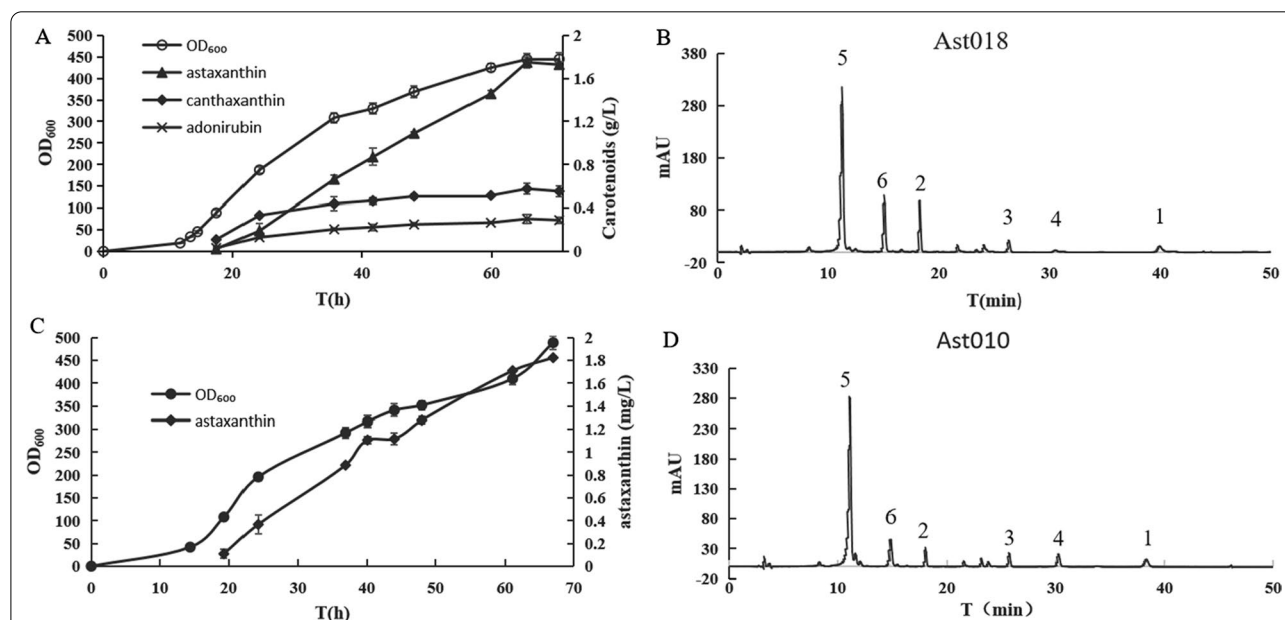 A
500
450
400
350
300
250
200
150
100
50
0
OD₆₀₀
OD₆₀₀
astaxanthin
canthaxanthin
adonirubin
2
1.6
1.2
0.8
0.4
0
Carotenoids (g/L)
0 20 40 60
T(h)
B
Ast018
380
280
180
80
-20
mAU
5
6
2
3
4
1
0 10 20 30 40 50
T(min)
C
500
450
400
350
300
250
200
150
100
50
0
OD₆₀₀
OD₆₀₀
astaxanthin
2
1.8
1.6
1.4
1.2
1
0.8
0.6
0.4
0.2
0
astaxanthin (mg/L)
0 10 20 30 40 50 60 70
T(h)
D
Ast010
330
280
230
180
130
80
30
-20
mAU
5
6
2
3
4
1
0 10 20 30 40 50
T（min）